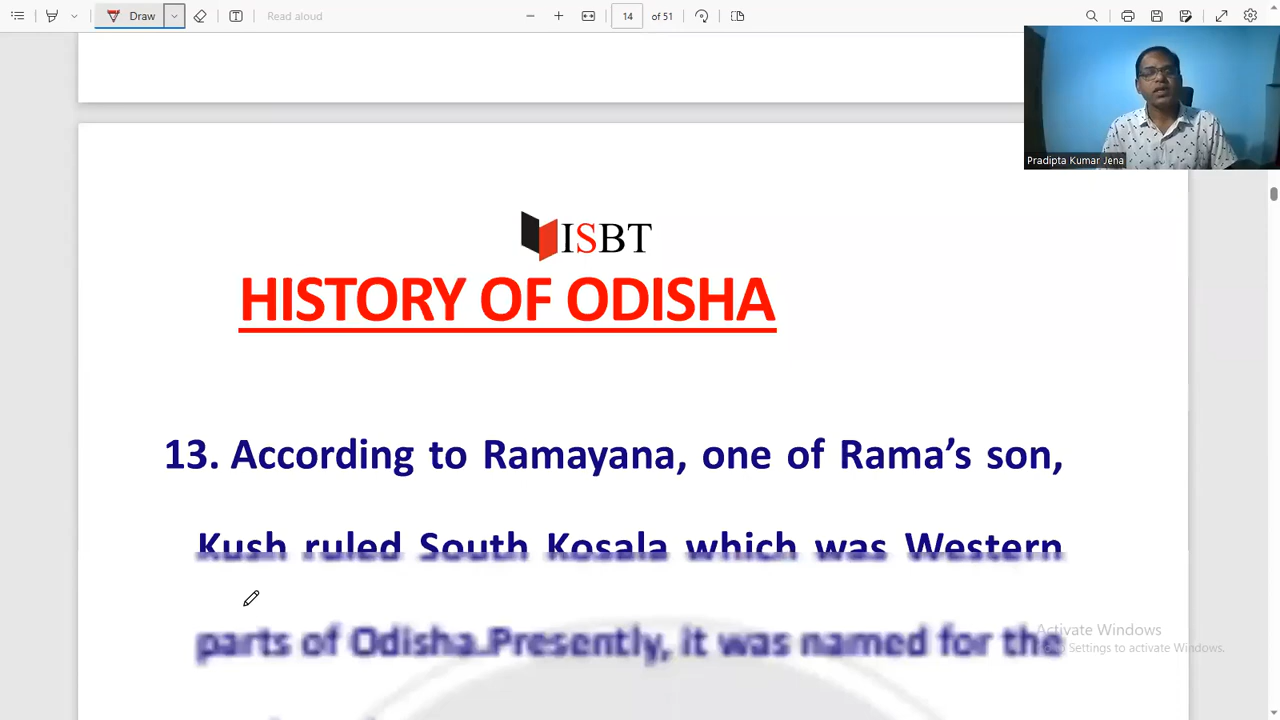 Draw
Read aloud
14 of 51
Pradipta Kumar Jena
ISBT
HISTORY OF ODISHA
13. According to Ramayana, one of Rama's son,
Kush ruled South Kosala which was Western
parts of Odisha.Presently, it was named for the
Activate Windows
to Settings to activate Windows.